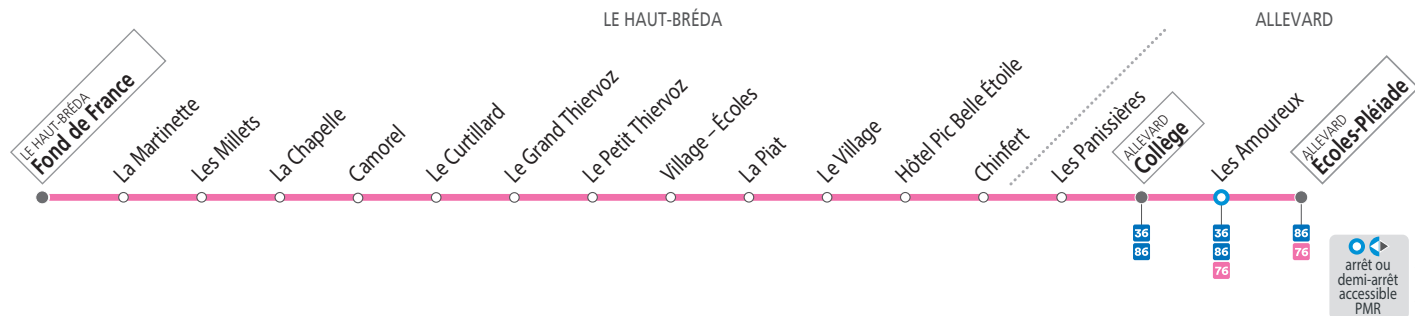 LE HAUT-BRÉDA
ALLEVARD
LE HAUT-BRÉDA
Fond de France
La Martinette
Les Millets
La Chapelle
Camorel
Le Curtillard
Le Grand Thiervoz
Le Petit Thiervoz
Village – Écoles
La Piat
Le Village
Hôtel Pic Belle Étoile
Chinfert
Les Panissières
ALLEVARD
Collège
Les Amoureux
ALLEVARD
Écoles-Pléiade
36
86
36
86
76
86
76
arrêt ou
demi-arrêt
accessible
PMR